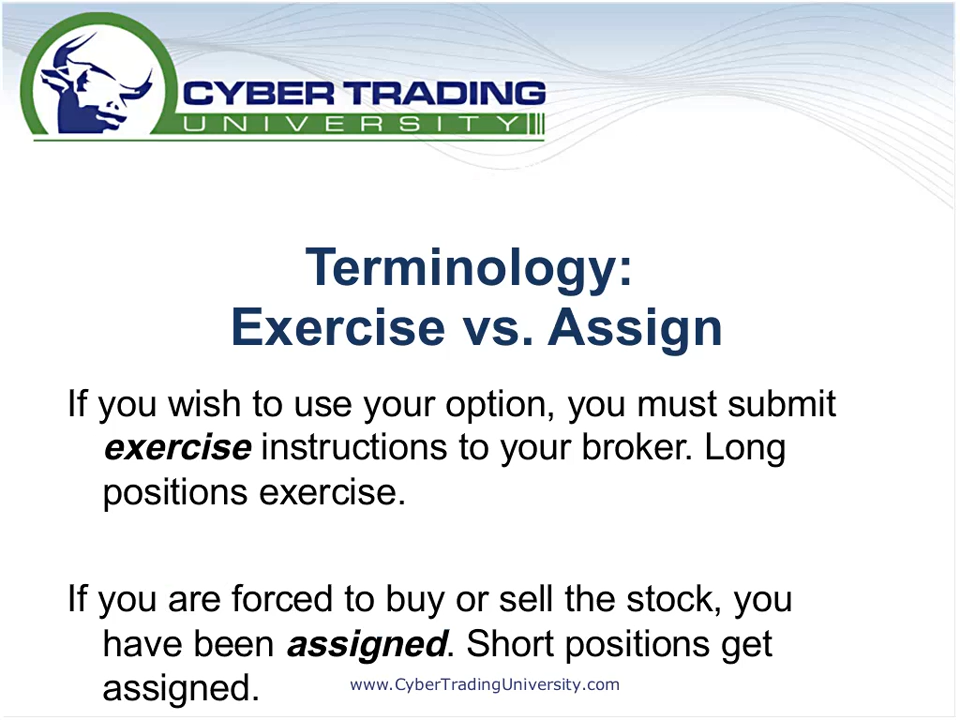 CYBER TRADING
UNIVERSITY
Terminology:
Exercise vs. Assign
If you wish to use your option, you must submit
exercise instructions to your broker. Long
positions exercise.
If you are forced to buy or sell the stock, you
have been assigned. Short positions get
assigned.
www.CyberTradingUniversity.com